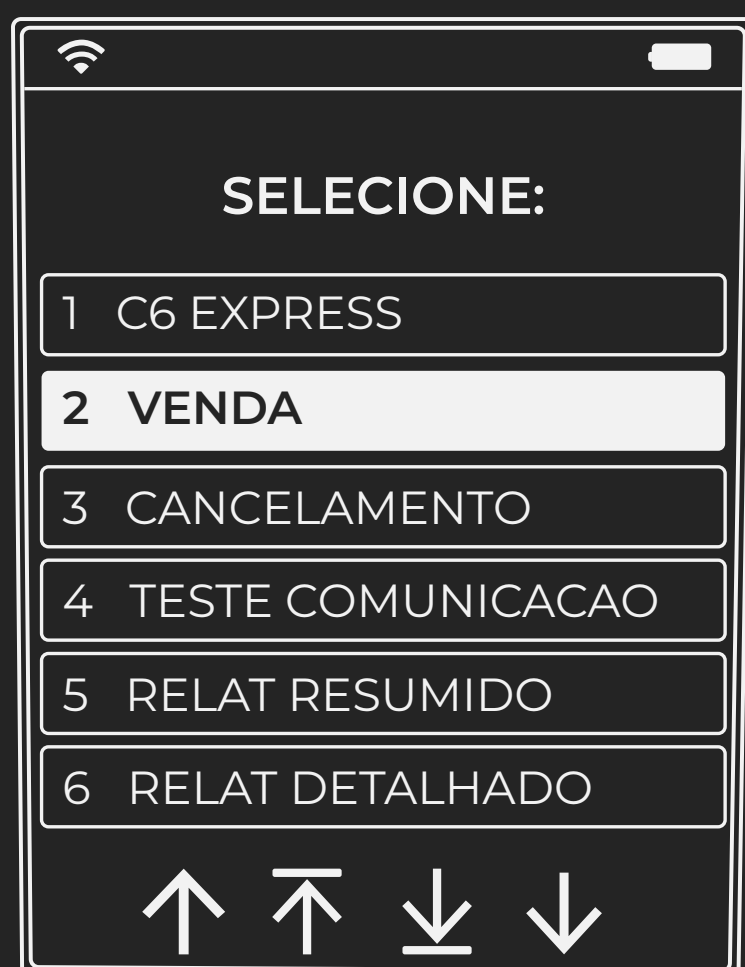 SELECIONE:
1 C6 EXPRESS
2 VENDA
3 CANCELAMENTO
4 TESTE COMUNICACAO
5 RELAT RESUMIDO
6 RELAT DETALHADO